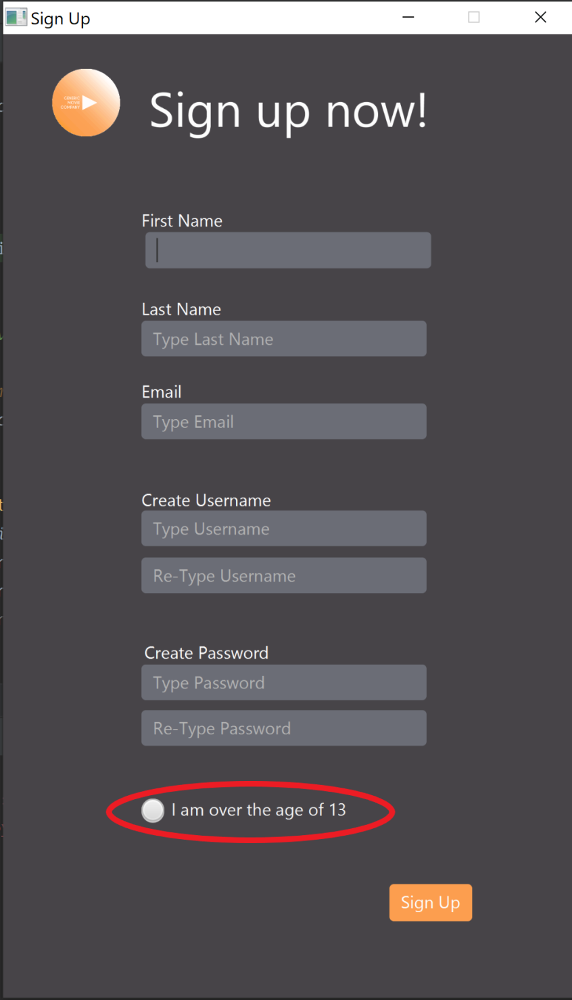 Sign Up
GENERIC
MOVIE
COMPANY
Sign up now!
First Name
Last Name
Type Last Name
Email
Type Email
Create Username
Type Username
Re-Type Username
Create Password
Type Password
Re-Type Password
I am over the age of 13
Sign Up